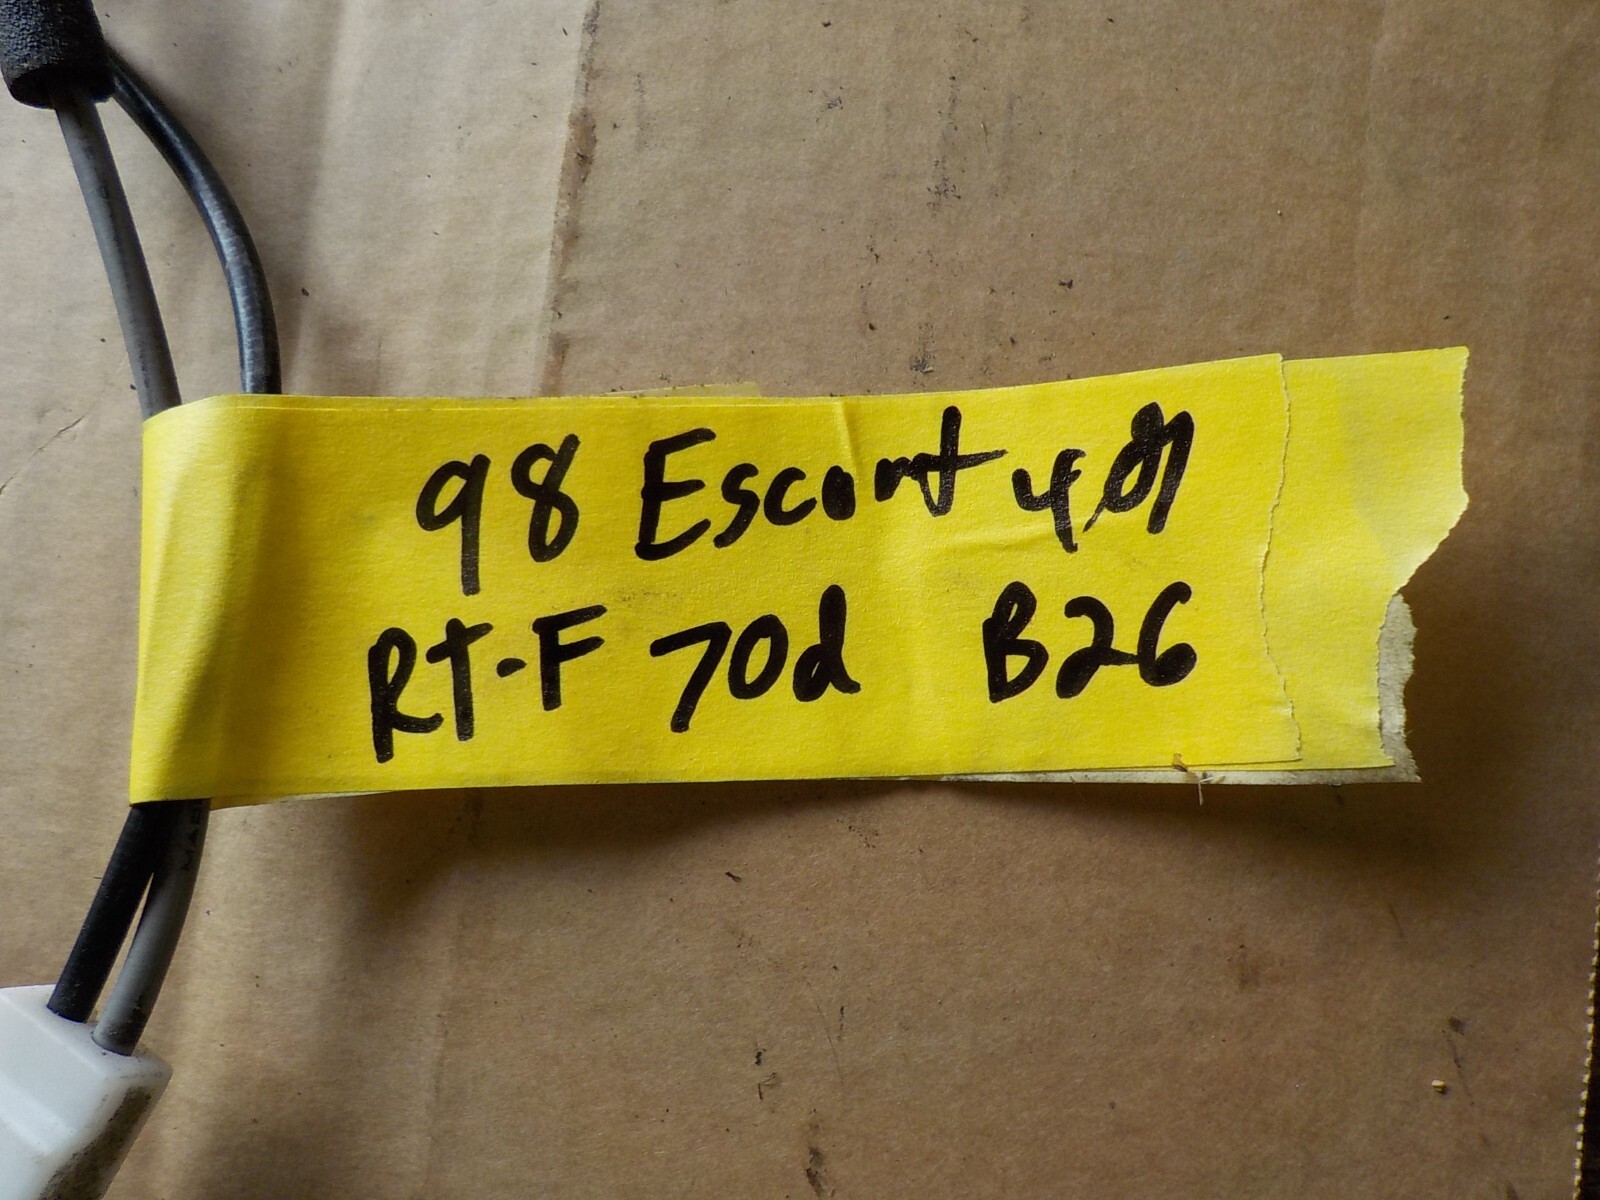 98 Escort 4dr
RT-F 70d B26